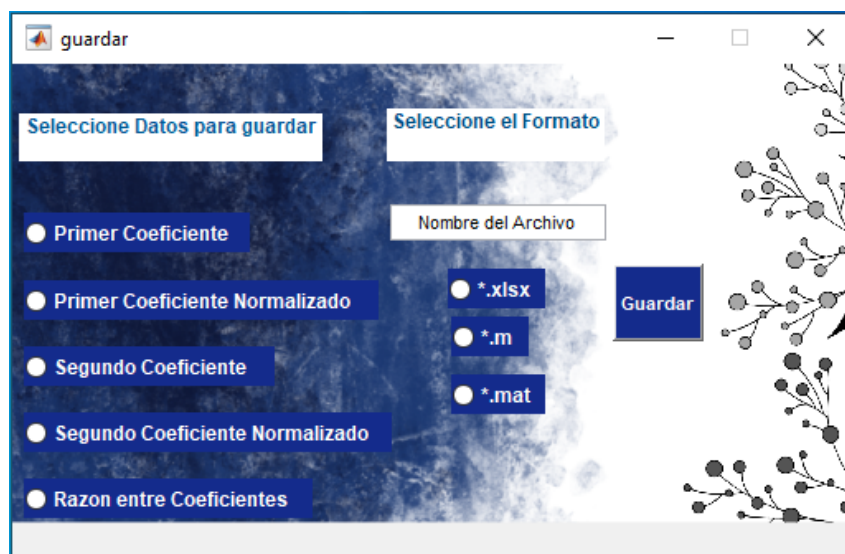 guardar
Seleccione Datos para guardar
Primer Coeficiente
Primer Coeficiente Normalizado
Segundo Coeficiente
Segundo Coeficiente Normalizado
Razon entre Coeficientes
Seleccione el Formato
Nombre del Archivo
*.xlsx
*.m
*.mat
Guardar